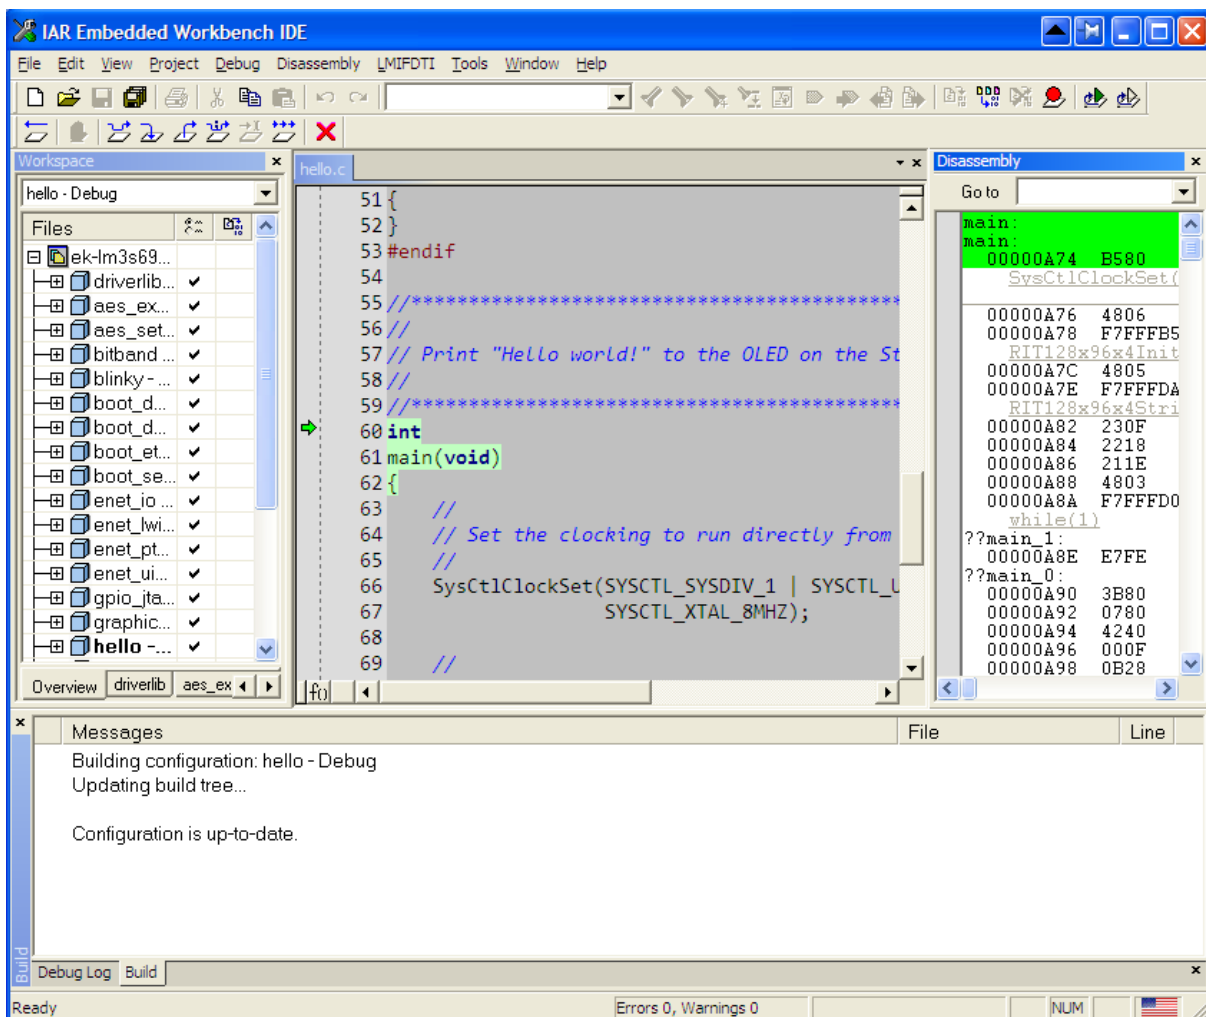 IAR Embedded Workbench IDE
File Edit View Project Debug Disassembly LMIFDTI Tools Window Help
Workspace
hello - Debug
Files
ek-lm3s69...
driverlib...
aes_ex...
aes_set...
bitband ...
blinky - ...
boot_d...
boot_d...
boot_et...
boot_se...
enet_io ...
enet_lwi...
enet_pt...
enet_ui...
gpio_jta...
graphic...
hello -...
Overview driverlib aes_ex
hello.c
51 {
52 }
53 #endif
54
55 //*******************************************
56 //
57 // Print "Hello world!" to the OLED on the St
58 //
59 //*******************************************
60 int
61 main(void)
62 {
63 //
64 // Set the clocking to run directly from
65 //
66 SysCtlClockSet(SYSCTL_SYSDIV_1 | SYSCTL_U
67 SYSCTL_XTAL_8MHZ);
68
69 //
f()
Disassembly
Go to
main:
main:
00000A74 B580
SysCtlClockSet(
00000A76 4806
00000A78 F7FFFB5
RIT128x96x4Init
00000A7C 4805
00000A7E F7FFFDA
RIT128x96x4Stri
00000A82 230F
00000A84 2218
00000A86 211E
00000A88 4803
00000A8A F7FFFD0
while(1)
??main_1:
00000A8E E7FE
??main_0:
00000A90 3B80
00000A92 0780
00000A94 4240
00000A96 000F
00000A98 0B28
Messages File Line
Building configuration: hello - Debug
Updating build tree...
Configuration is up-to-date.
Build
Debug Log Build
Ready Errors 0, Warnings 0 NUM